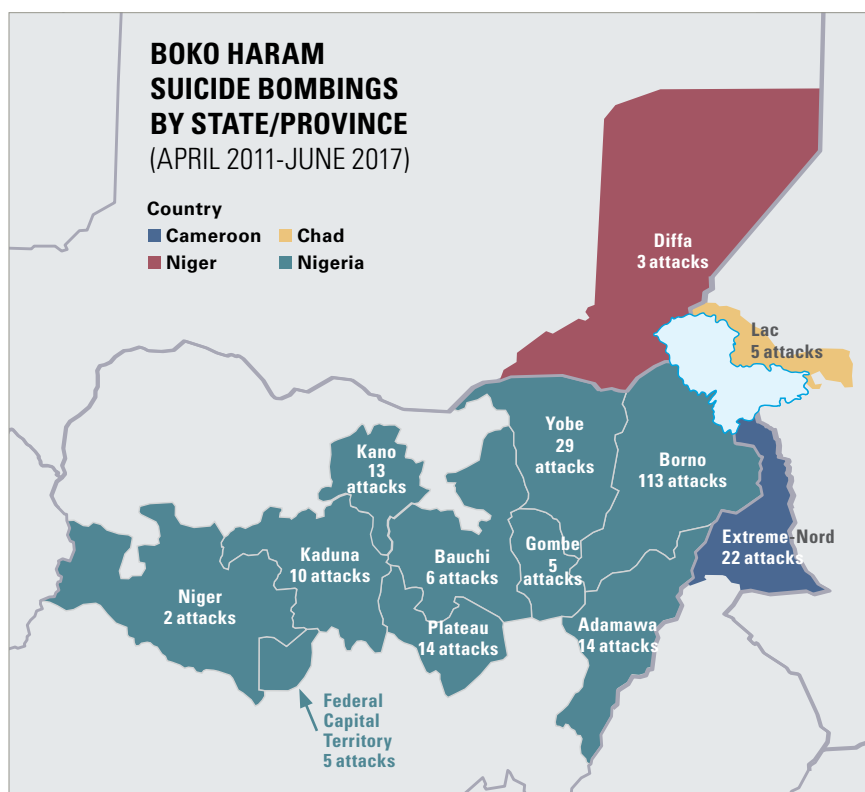 BOKO HARAM
SUICIDE BOMBINGS
BY STATE/PROVINCE
(APRIL 2011-JUNE 2017)
Country
Cameroon
Chad
Niger
Nigeria
Diffa
3 attacks
Lac
5 attacks
Yobe
29
attacks
Kano
13
attacks
Borno
113 attacks
Extreme-Nord
22 attacks
Kaduna
10 attacks
Bauchi
6 attacks
Gombe
5
attacks
Niger
2 attacks
Plateau
14 attacks
Adamawa
14 attacks
Federal
Capital
Territory
5 attacks